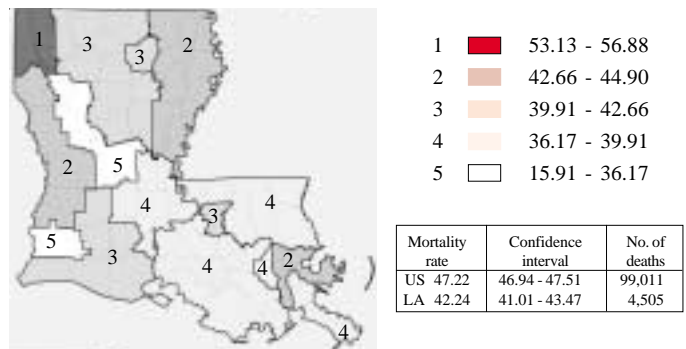 1
3
3
2
2
5
4
3
4
5
3
4
4
2
4
1 53.13 - 56.88
2 42.66 - 44.90
3 39.91 - 42.66
4 36.17 - 39.91
5 15.91 - 36.17
Mortality rate Confidence interval No. of deaths
US 47.22 46.94 - 47.51 99,011
LA 42.24 41.01 - 43.47 4,505